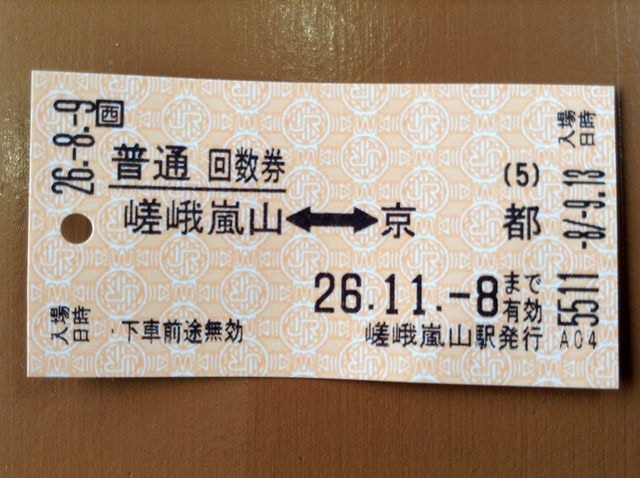 26.-8.-9
西
普通 回数券
(5)
嵯峨嵐山⟷京都
26.11.-8まで有効
・下車前途無効
嵯峨嵐山駅発行
入場日時
入場日時
-8/-9.13
5511
A04